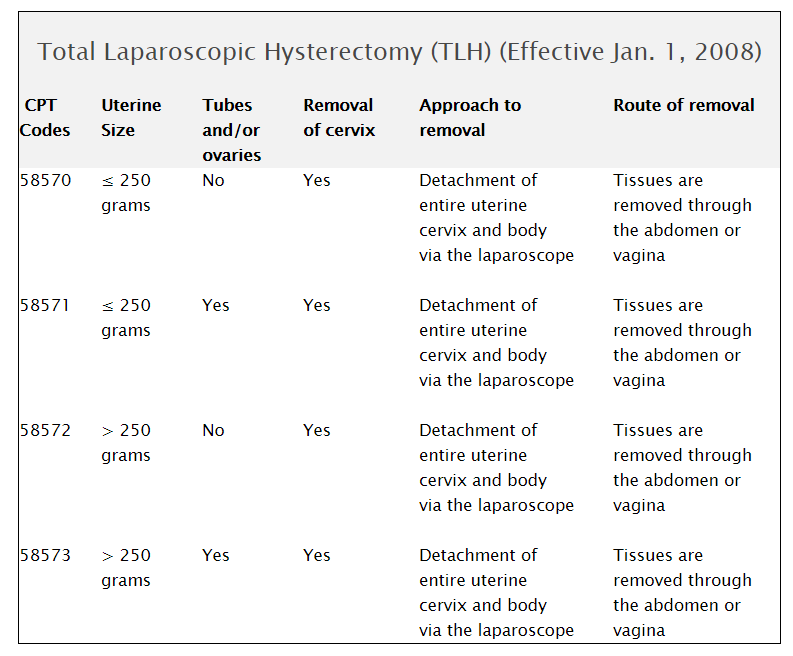 Total Laparoscopic Hysterectomy (TLH) (Effective Jan. 1, 2008)
CPT Codes
Uterine Size
Tubes and/or ovaries
Removal of cervix
Approach to removal
Route of removal
58570
≤ 250 grams
No
Yes
Detachment of
entire uterine
cervix and body
via the laparoscope
Tissues are
removed through
the abdomen or
vagina
58571
≤ 250 grams
Yes
Yes
Detachment of
entire uterine
cervix and body
via the laparoscope
Tissues are
removed through
the abdomen or
vagina
58572
> 250 grams
No
Yes
Detachment of
entire uterine
cervix and body
via the laparoscope
Tissues are
removed through
the abdomen or
vagina
58573
> 250 grams
Yes
Yes
Detachment of
entire uterine
cervix and body
via the laparoscope
Tissues are
removed through
the abdomen or
vagina